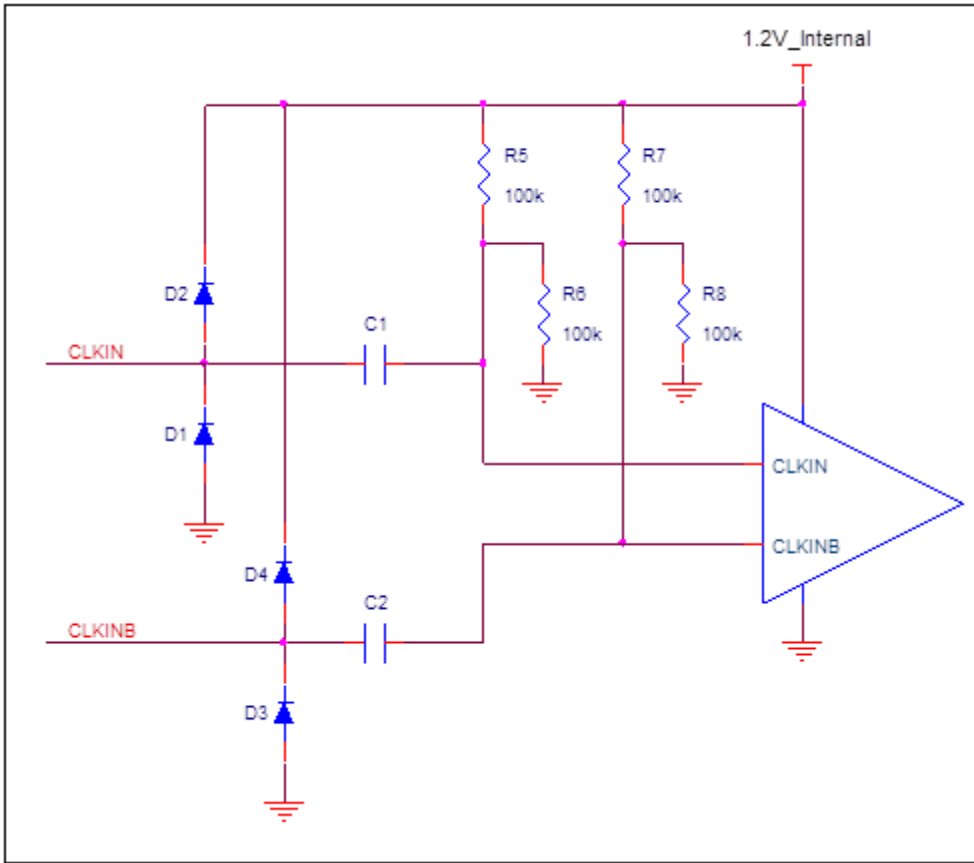 1.2V_Internal
R5
100k
R7
100k
D2
R6
100k
R8
100k
C1
CLKIN
D1
CLKIN
CLKINB
D4
C2
CLKINB
D3